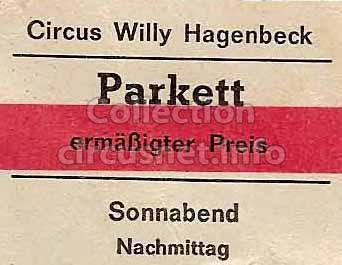 Circus Willy Hagenbeck
Parkett
Collection
ermäßigter Preis
circusnet.info
Sonnabend
Nachmittag